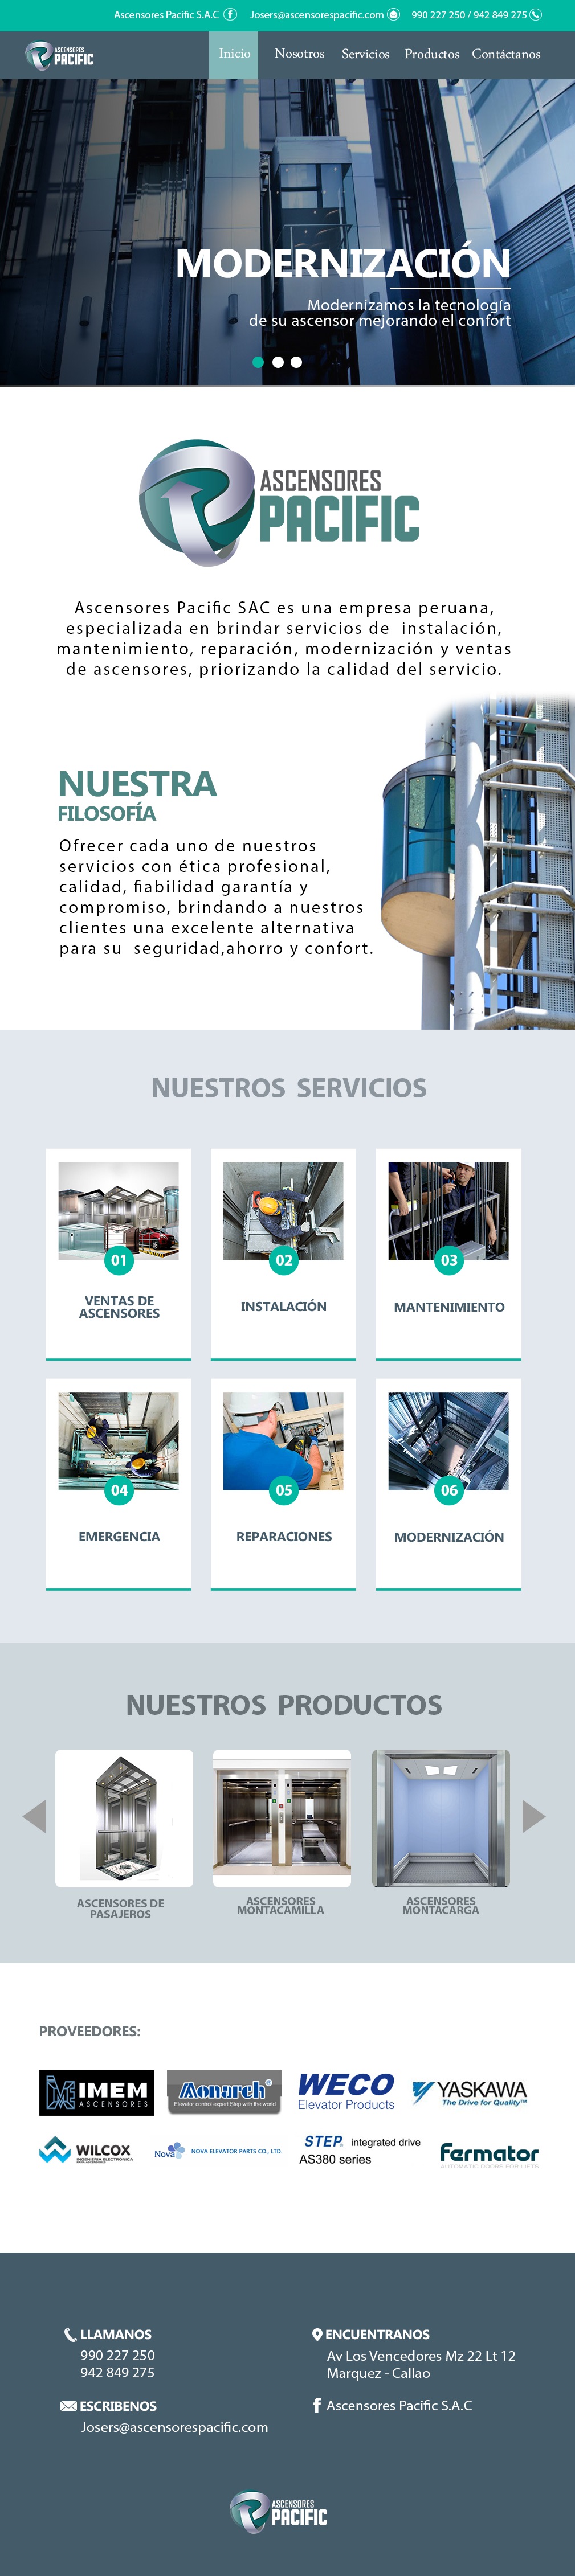 Ascensores Pacific S.A.C
Josers@ascensorespacific.com
990 227 250 / 942 849 275
ASCENSORES
PACIFIC
Inicio
Nosotros
Servicios
Productos
Contáctanos
MODERNIZACIÓN
Modernizamos la tecnología
de su ascensor mejorando el confort
ASCENSORES
PACIFIC
Ascensores Pacific SAC es una empresa peruana,
especializada en brindar servicios de instalación,
mantenimiento, reparación, modernización y ventas
de ascensores, priorizando la calidad del servicio.
NUESTRA
FILOSOFÍA
Ofrecer cada uno de nuestros
servicios con ética profesional,
calidad, fiabilidad garantía y
compromiso, brindando a nuestros
clientes una excelente alternativa
para su seguridad,ahorro y confort.
NUESTROS SERVICIOS
01
VENTAS DE
ASCENSORES
02
INSTALACIÓN
03
MANTENIMIENTO
04
EMERGENCIA
05
REPARACIONES
06
MODERNIZACIÓN
NUESTROS PRODUCTOS
ASCENSORES DE
PASAJEROS
ASCENSORES
MONTACAMILLA
ASCENSORES
MONTACARGA
PROVEEDORES:
IMEM
ASCENSORES
Monarch
Elevator control expert Step with the world
WECO
Elevator Products
YASKAWA
The Drive for Quality™
WILCOX
INGENIERIA ELECTRONICA
PARA ASCENSORES
Nova
NOVA ELEVATOR PARTS CO., LTD.
STEP. integrated drive
AS380 series
Fermator
AUTOMATIC DOORS FOR LIFTS
LLAMANOS
990 227 250
942 849 275
ESCRIBENOS
Josers@ascensorespacific.com
ENCUENTRANOS
Av Los Vencedores Mz 22 Lt 12
Marquez - Callao
Ascensores Pacific S.A.C
ASCENSORES
PACIFIC